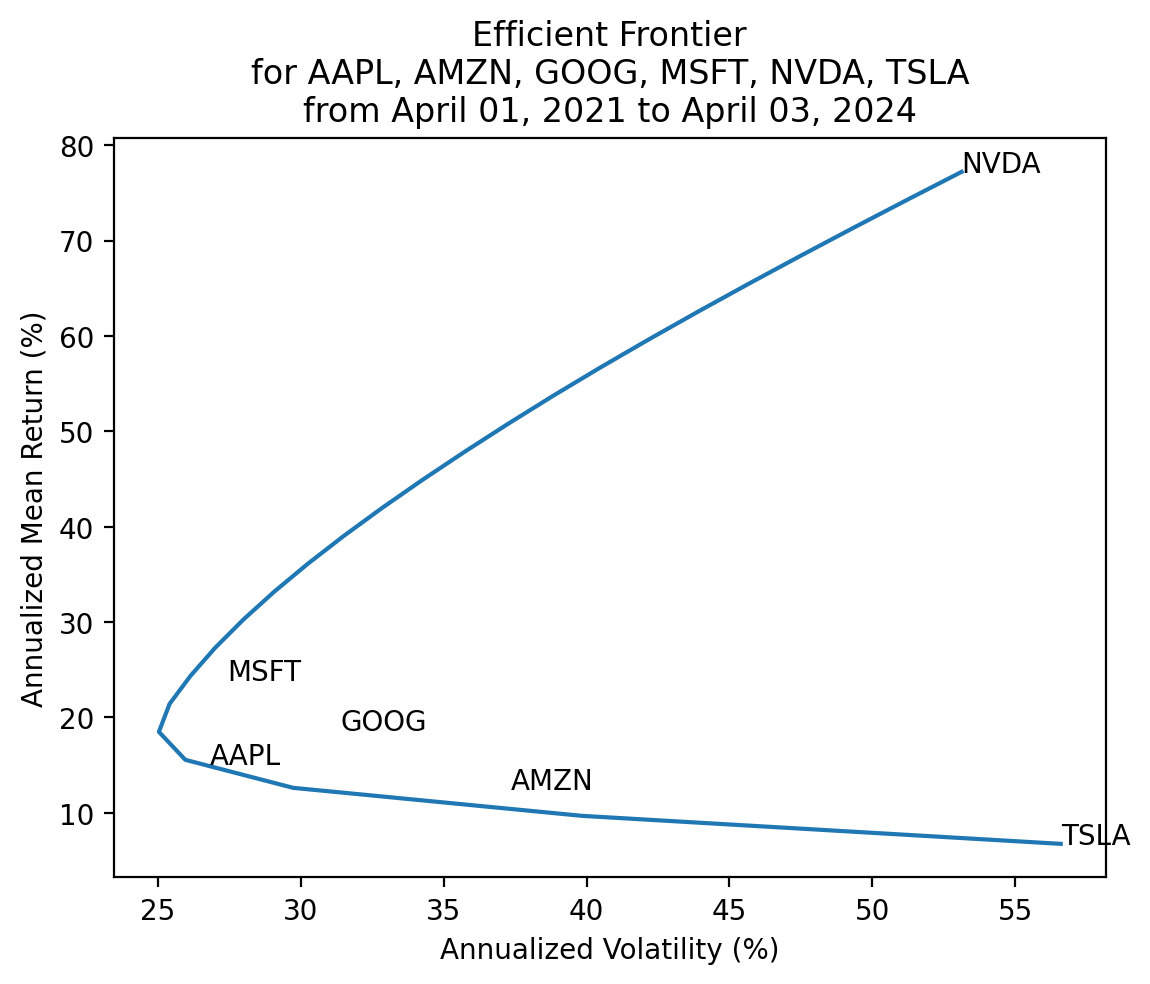 Efficient Frontier
for AAPL, AMZN, GOOG, MSFT, NVDA, TSLA
from April 01, 2021 to April 03, 2024
80
70
60
50
40
30
20
10
Annualized Mean Return (%)
NVDA
MSFT
GOOG
AAPL
AMZN
TSLA
25 30 35 40 45 50 55
Annualized Volatility (%)